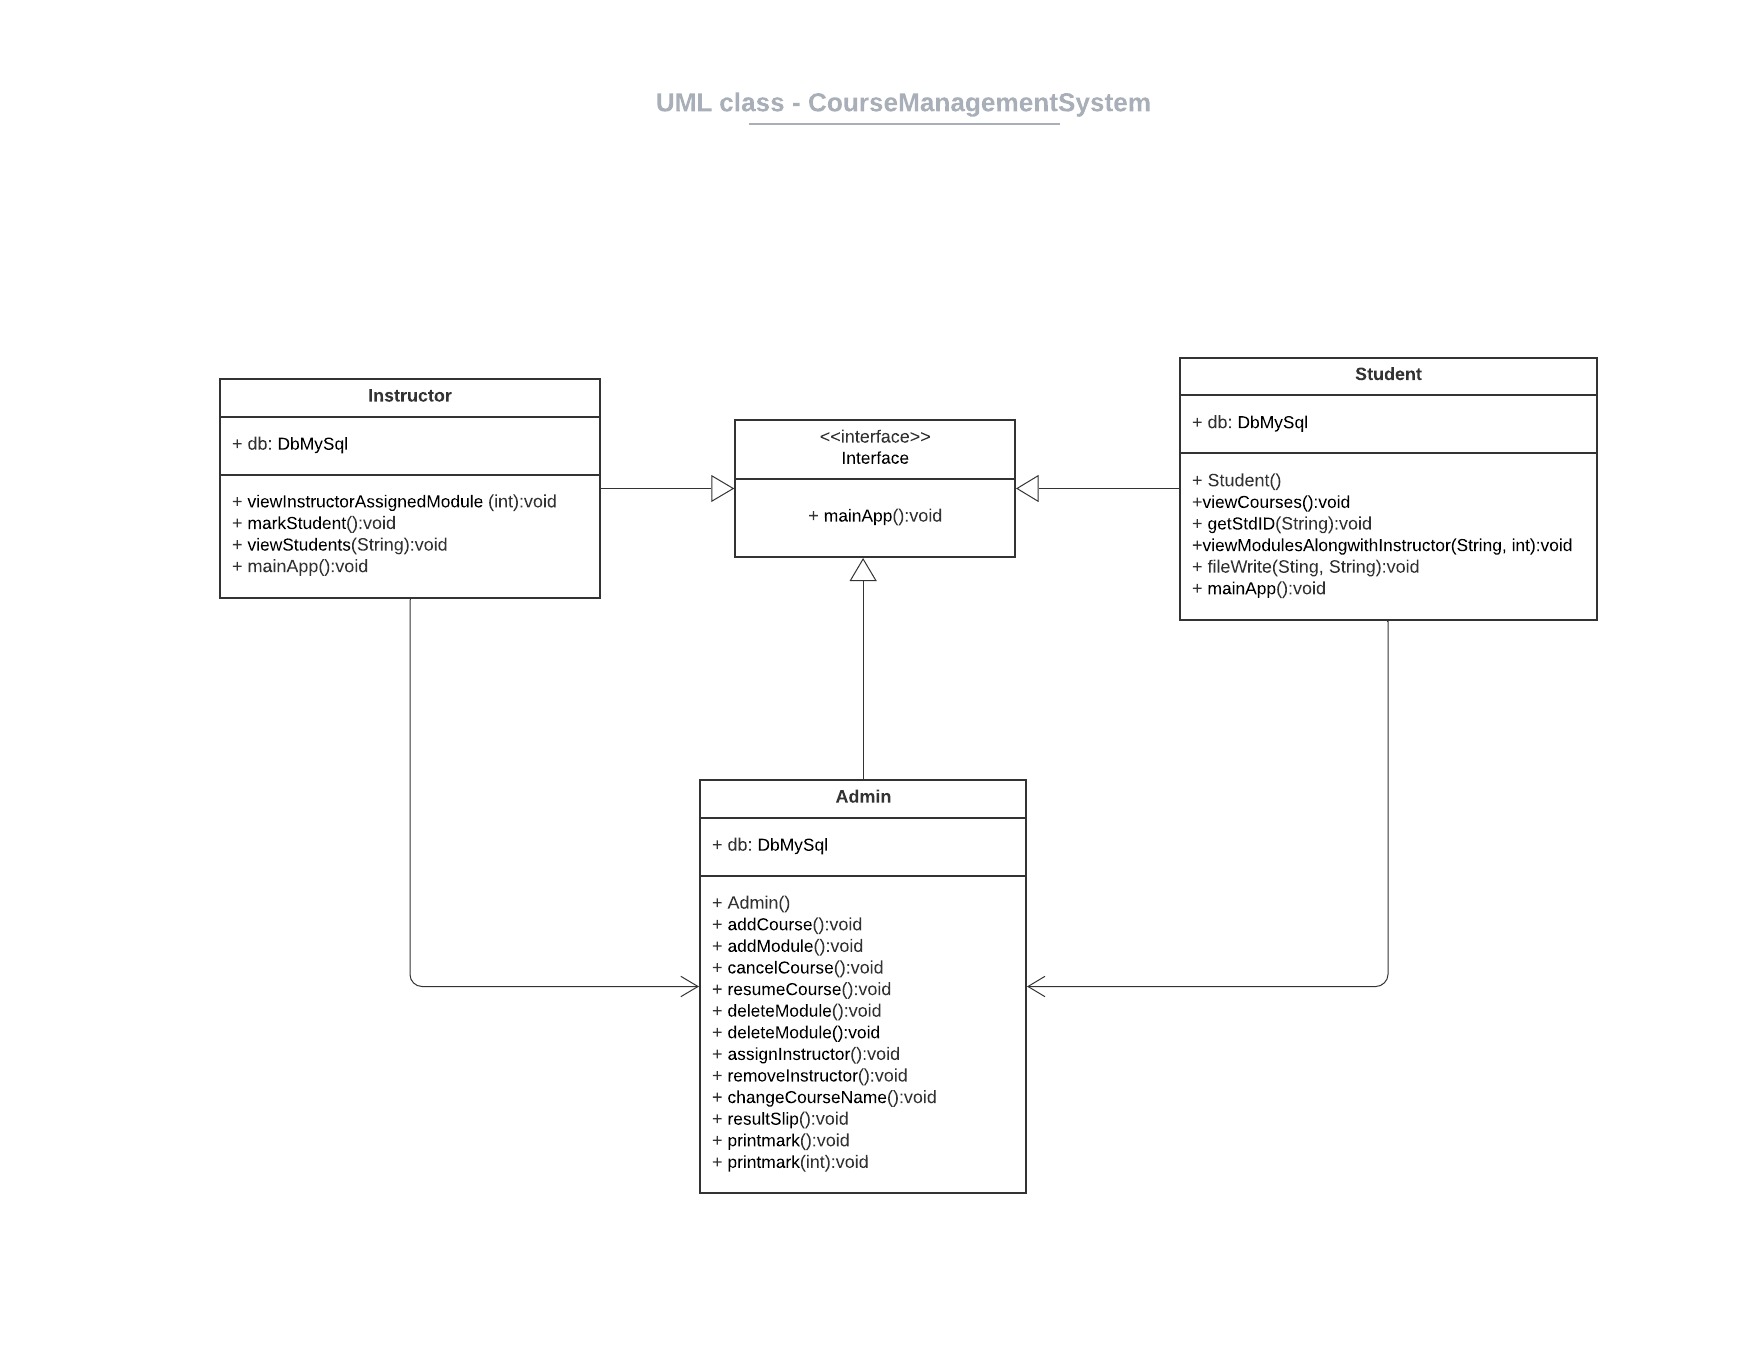 UML class - CourseManagementSystem
Instructor
+ db: DbMySql
+ viewInstructorAssignedModule (int):void
+ markStudent():void
+ viewStudents(String):void
+ mainApp():void
<<interface>>
Interface
+ mainApp():void
Student
+ db: DbMySql
+ Student()
+viewCourses():void
+ getStdID(String):void
+viewModulesAlongwithInstructor(String, int):void
+ fileWrite(Sting, String):void
+ mainApp():void
Admin
+ db: DbMySql
+ Admin()
+ addCourse():void
+ addModule():void
+ cancelCourse():void
+ resumeCourse():void
+ deleteModule():void
+ deleteModule():void
+ assignInstructor():void
+ removeInstructor():void
+ changeCourseName():void
+ resultSlip():void
+ printmark():void
+ printmark(int):void